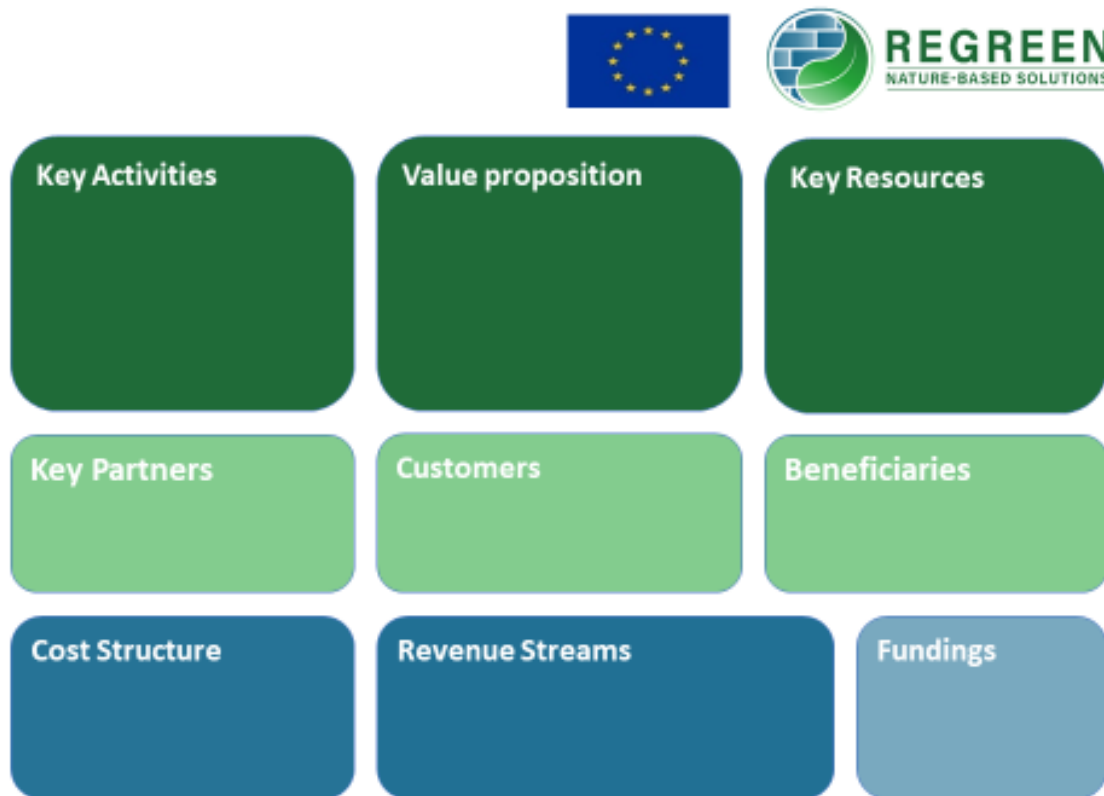 REGREEN
NATURE-BASED SOLUTIONS
Key Activities
Value proposition
Key Resources
Key Partners
Customers
Beneficiaries
Cost Structure
Revenue Streams
Fundings